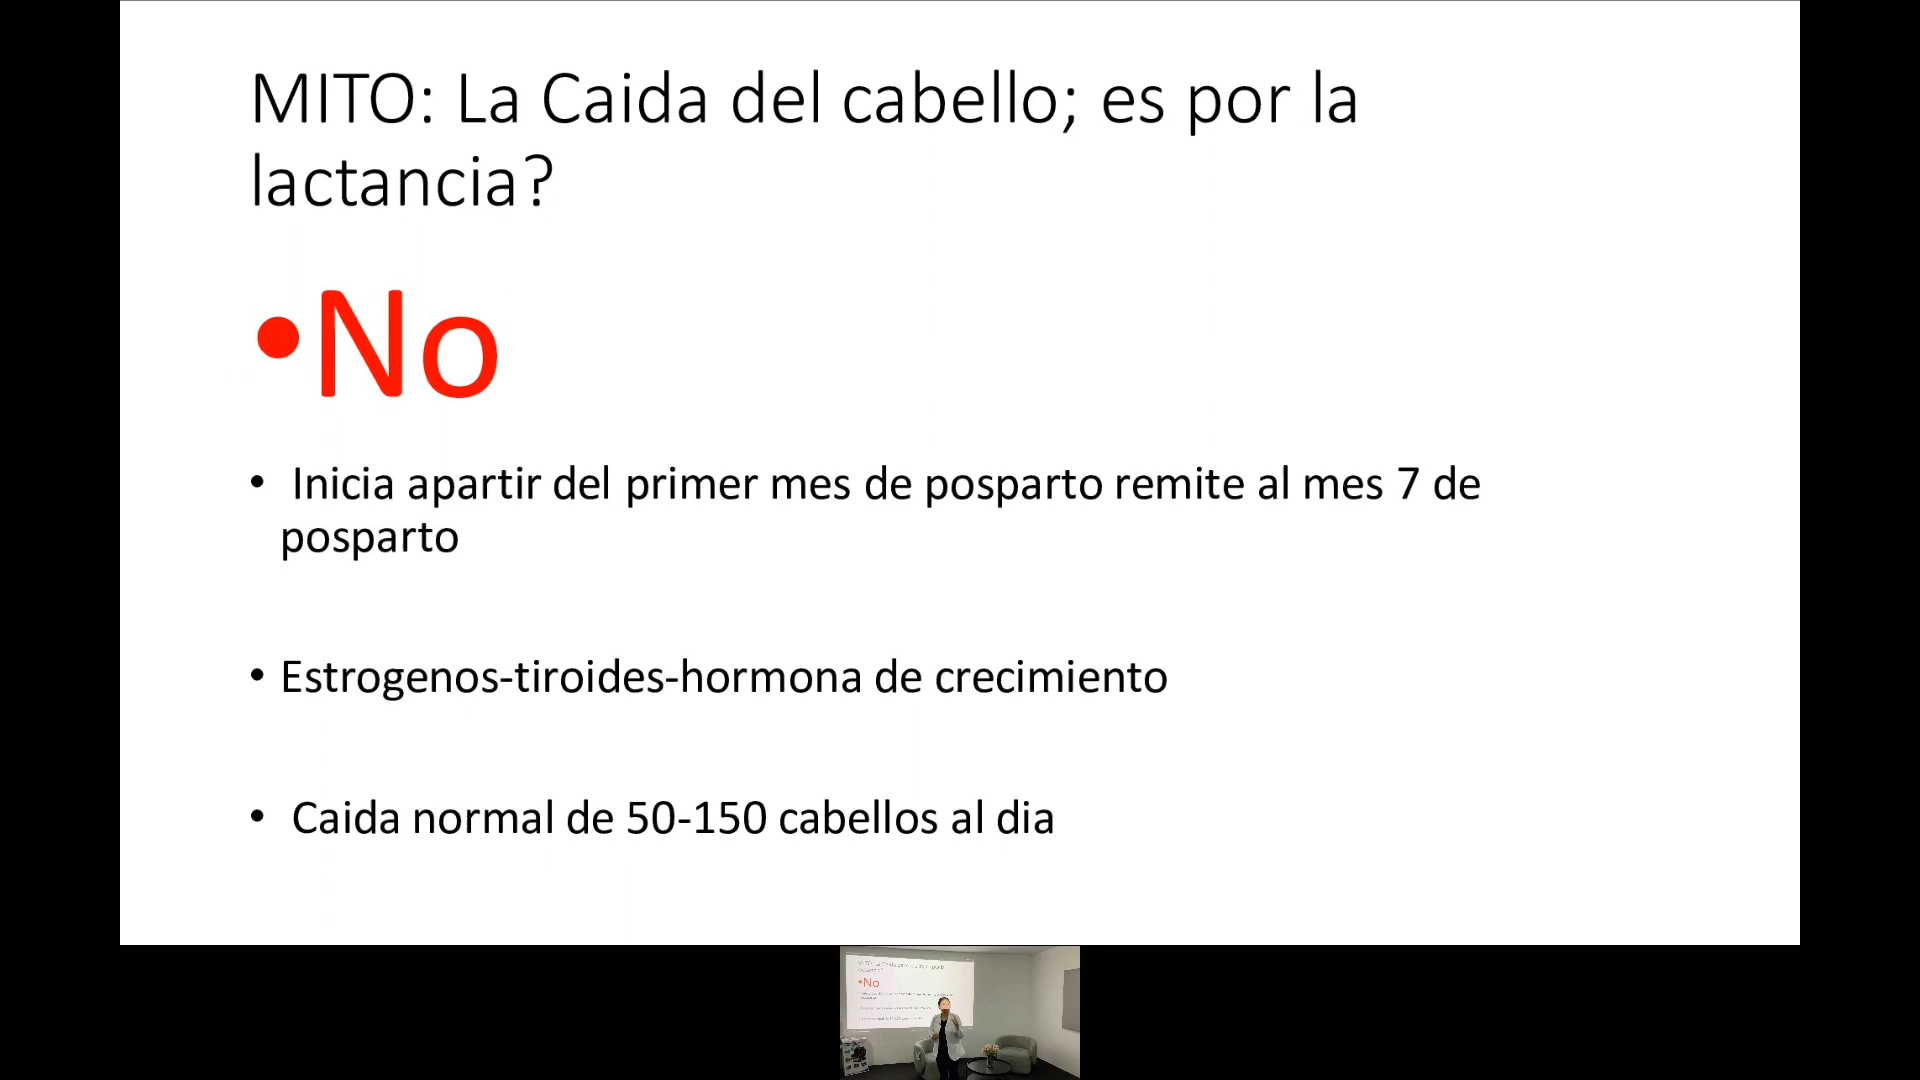 MITO: La Caida del cabello; es por la
lactancia?
•No
• Inicia apartir del primer mes de posparto remite al mes 7 de
posparto
• Estrogenos-tiroides-hormona de crecimiento
• Caida normal de 50-150 cabellos al dia
•No